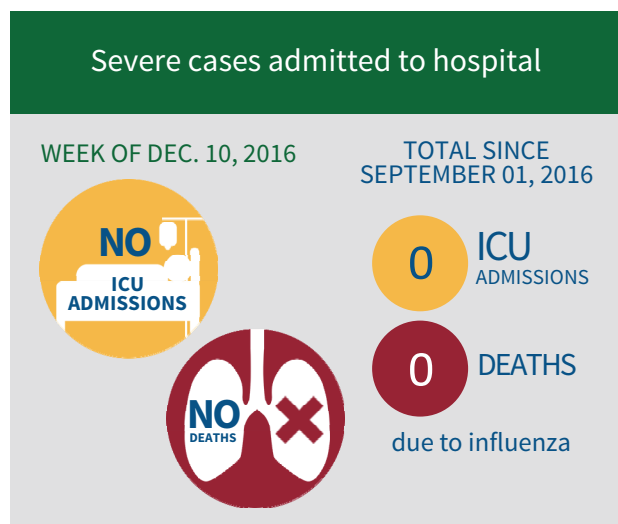 Severe cases admitted to hospital
WEEK OF DEC. 10, 2016
NO
ICU
ADMISSIONS
NO
DEATHS
TOTAL SINCE
SEPTEMBER 01, 2016
0 ICU
ADMISSIONS
0 DEATHS
due to influenza